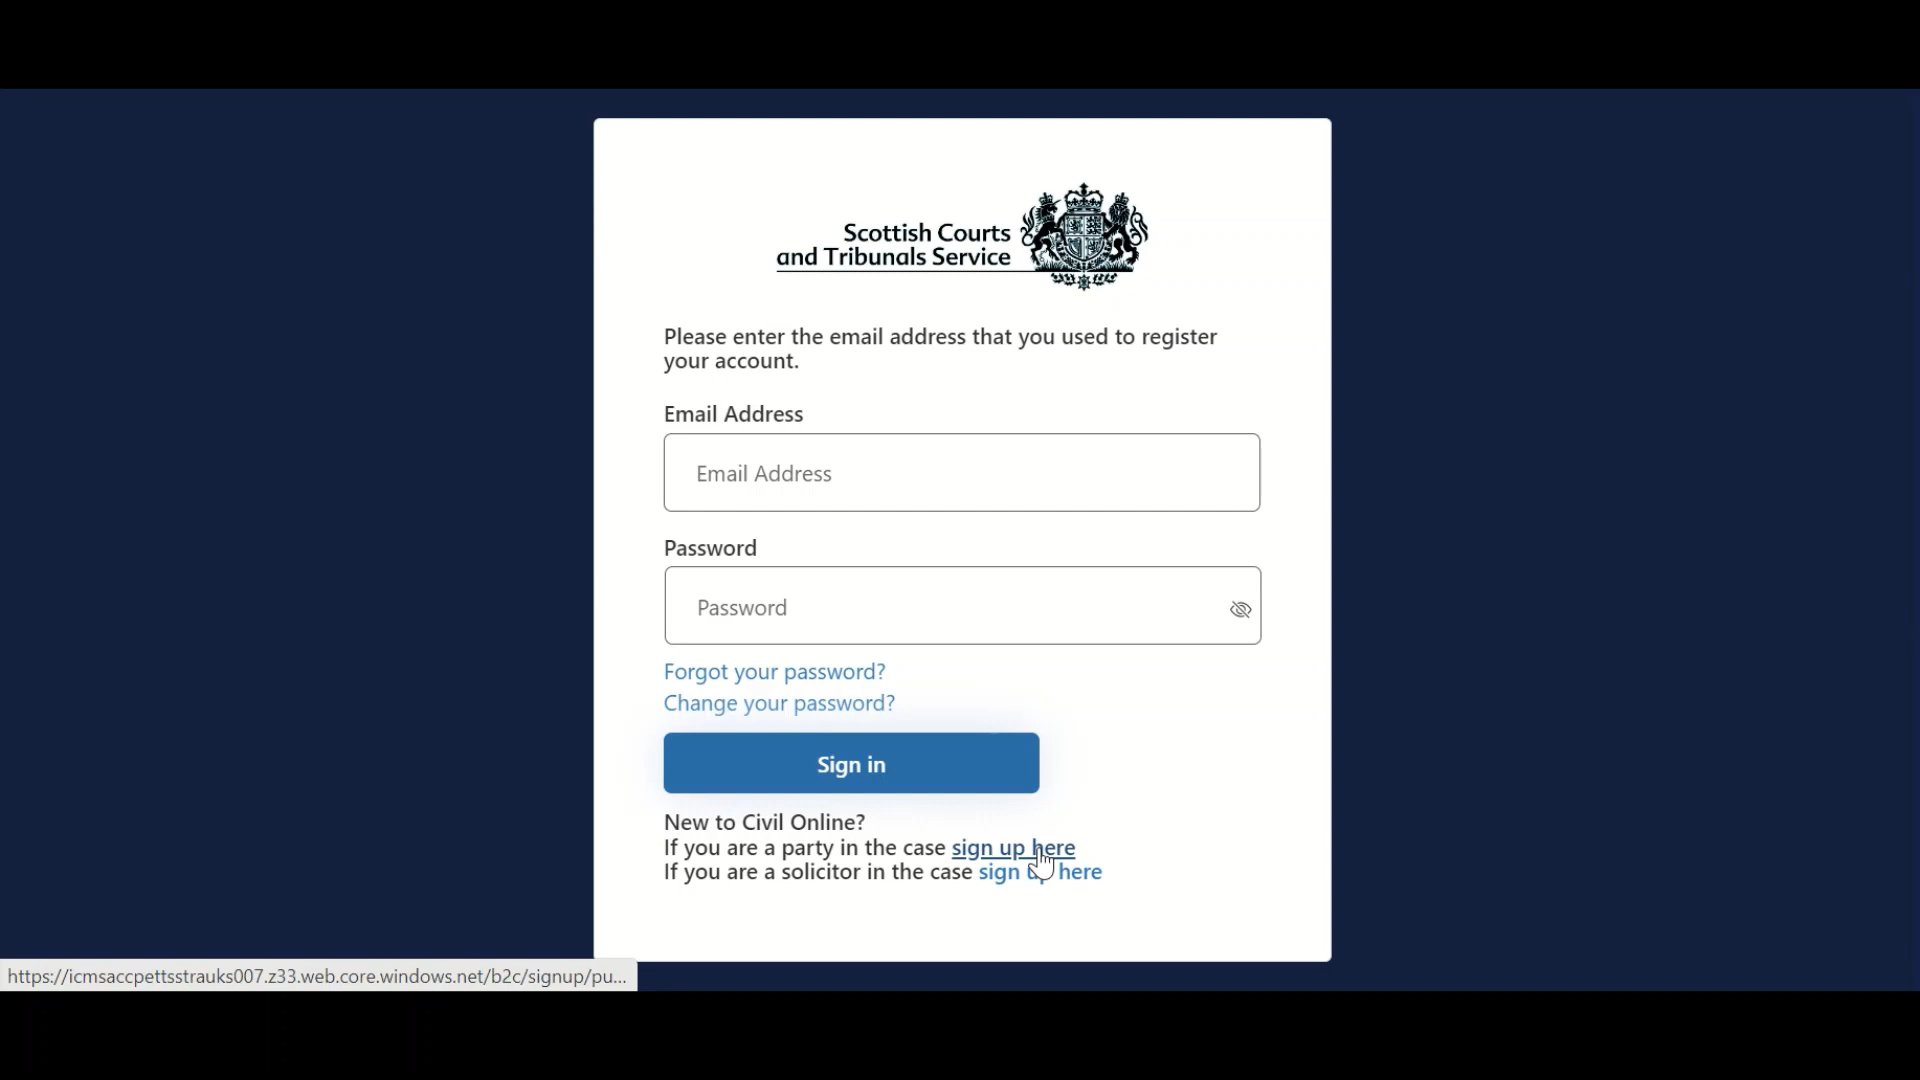 Scottish Courts
and Tribunals Service
Please enter the email address that you used to register
your account.
Email Address
Email Address
Password
Password
Forgot your password?
Change your password?
Sign in
New to Civil Online?
If you are a party in the case sign up here
If you are a solicitor in the case sign up here
https://icmsaccpettsstrauks007.z33.web.core.windows.net/b2c/signup/pu...